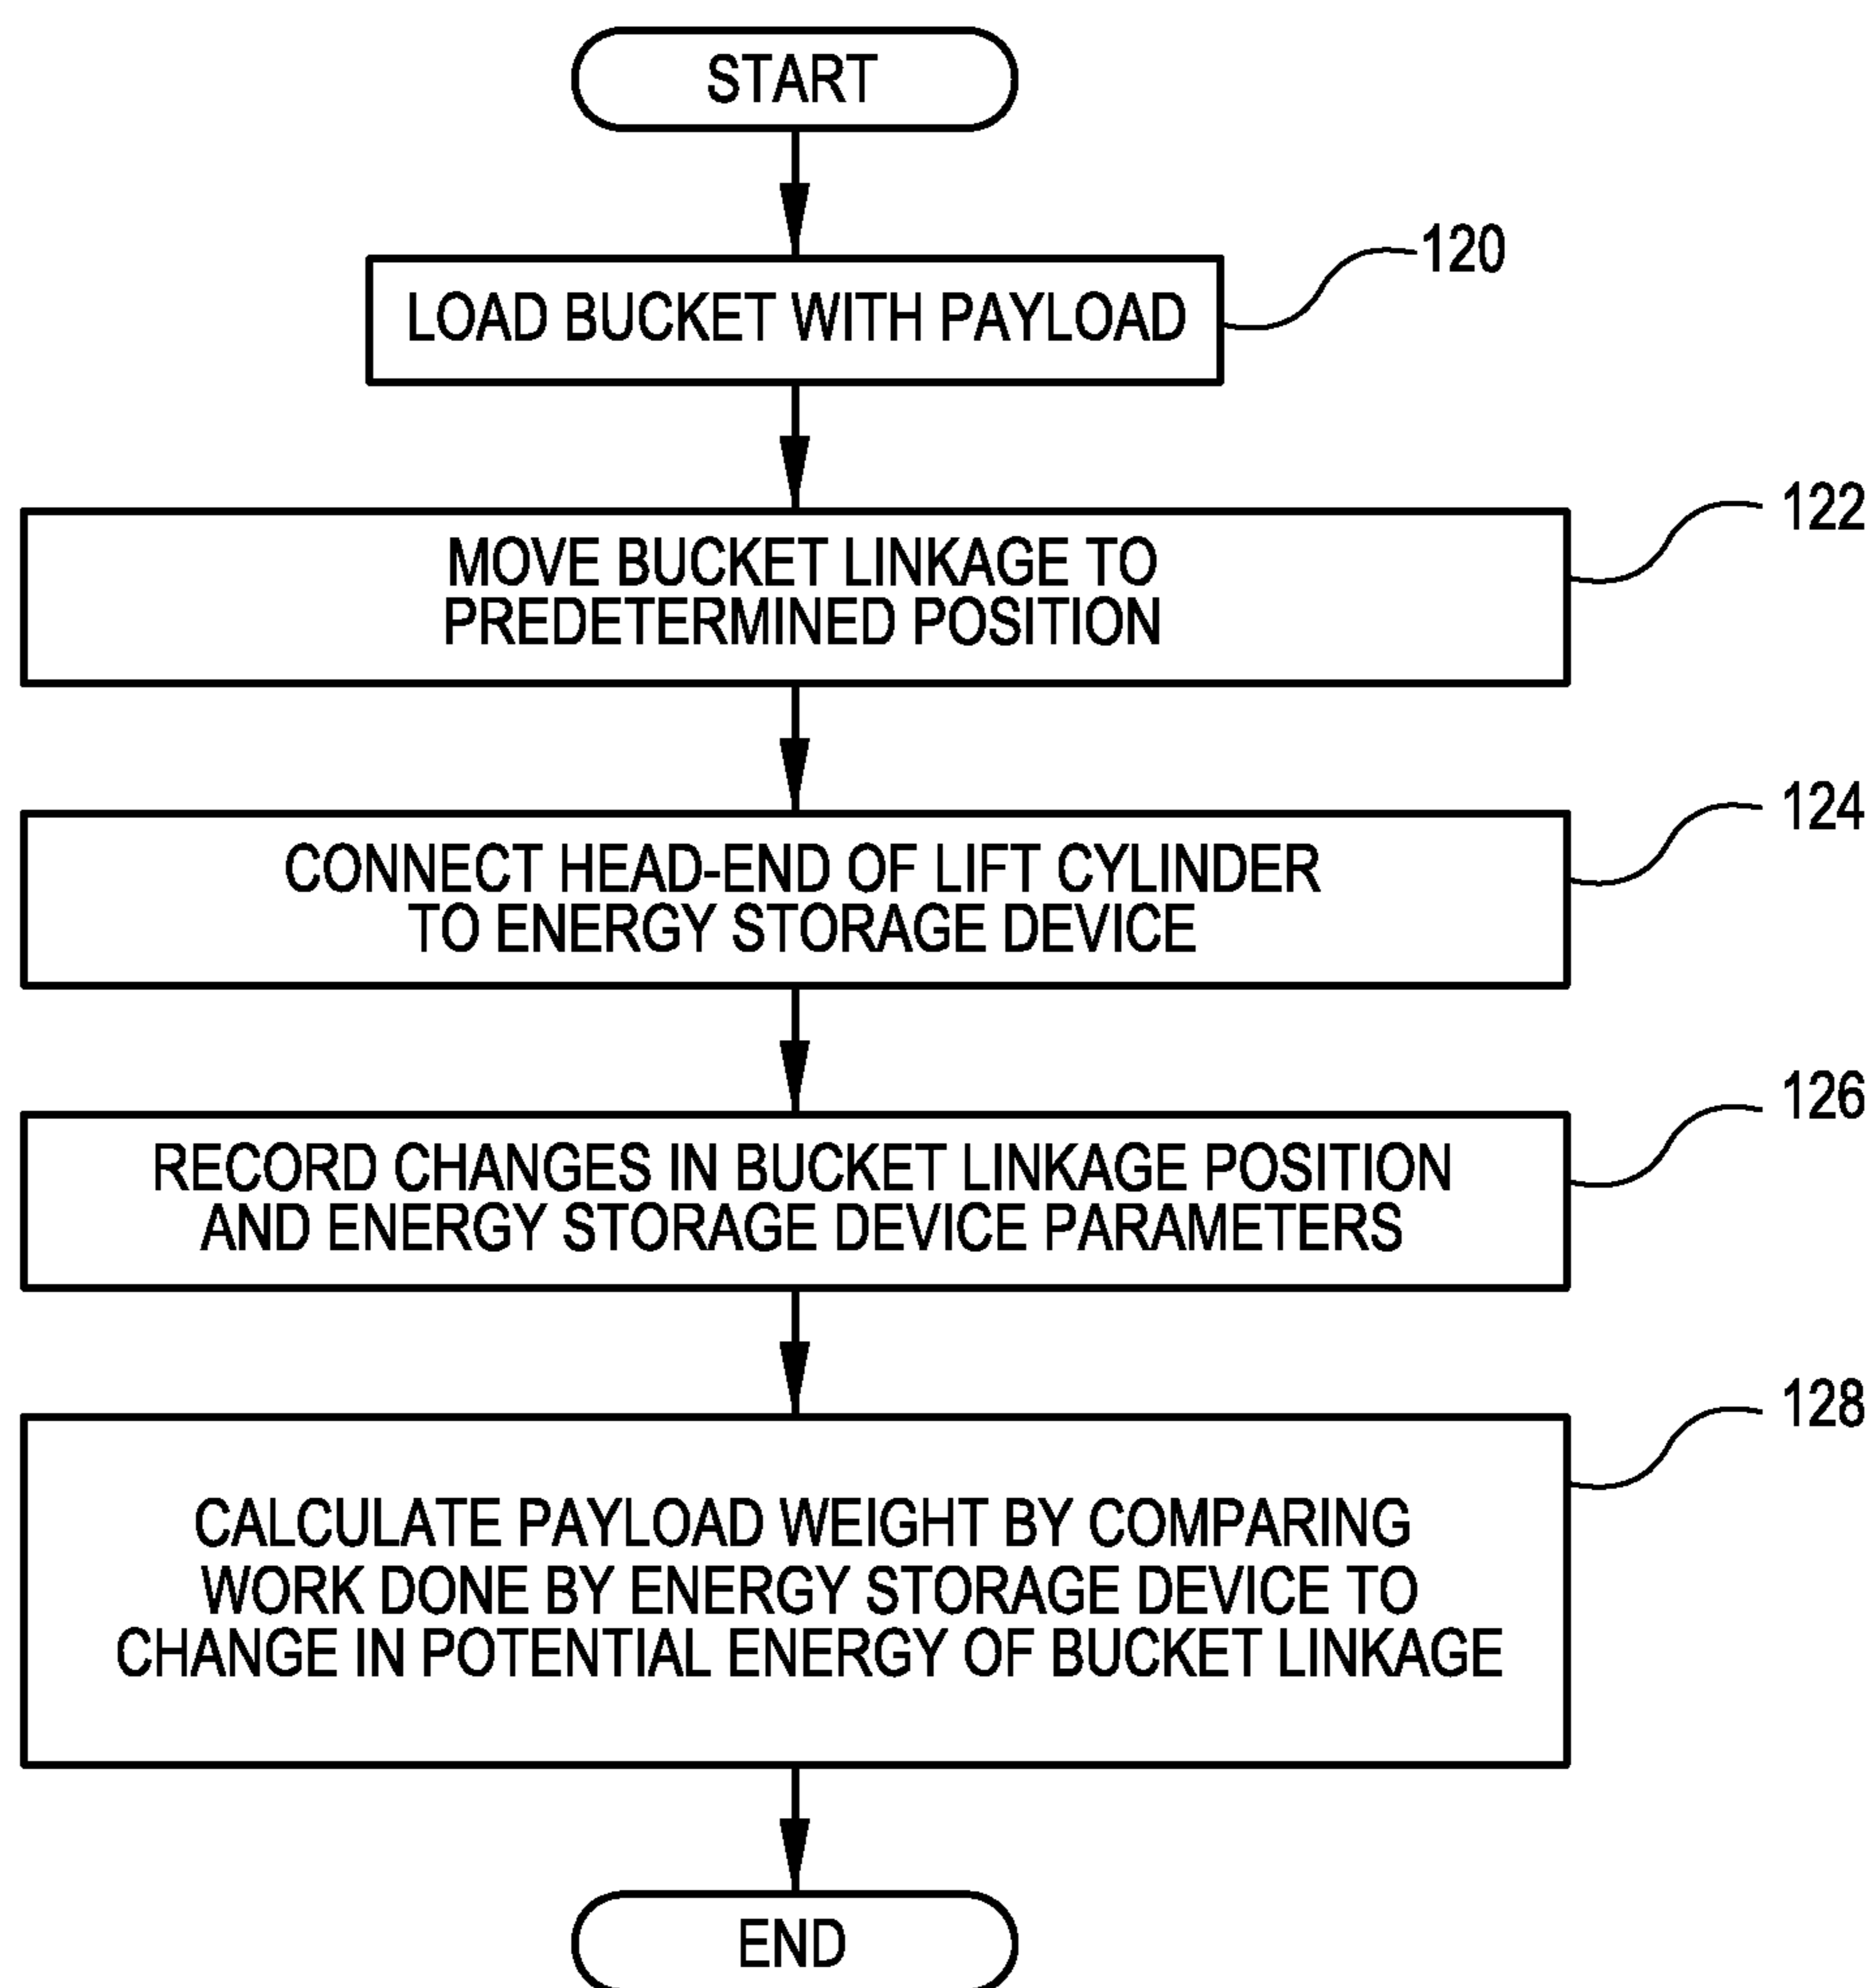 START
LOAD BUCKET WITH PAYLOAD
120
MOVE BUCKET LINKAGE TO
PREDETERMINED POSITION
122
CONNECT HEAD-END OF LIFT CYLINDER
TO ENERGY STORAGE DEVICE
124
RECORD CHANGES IN BUCKET LINKAGE POSITION
AND ENERGY STORAGE DEVICE PARAMETERS
126
CALCULATE PAYLOAD WEIGHT BY COMPARING
WORK DONE BY ENERGY STORAGE DEVICE TO
CHANGE IN POTENTIAL ENERGY OF BUCKET LINKAGE
128
END